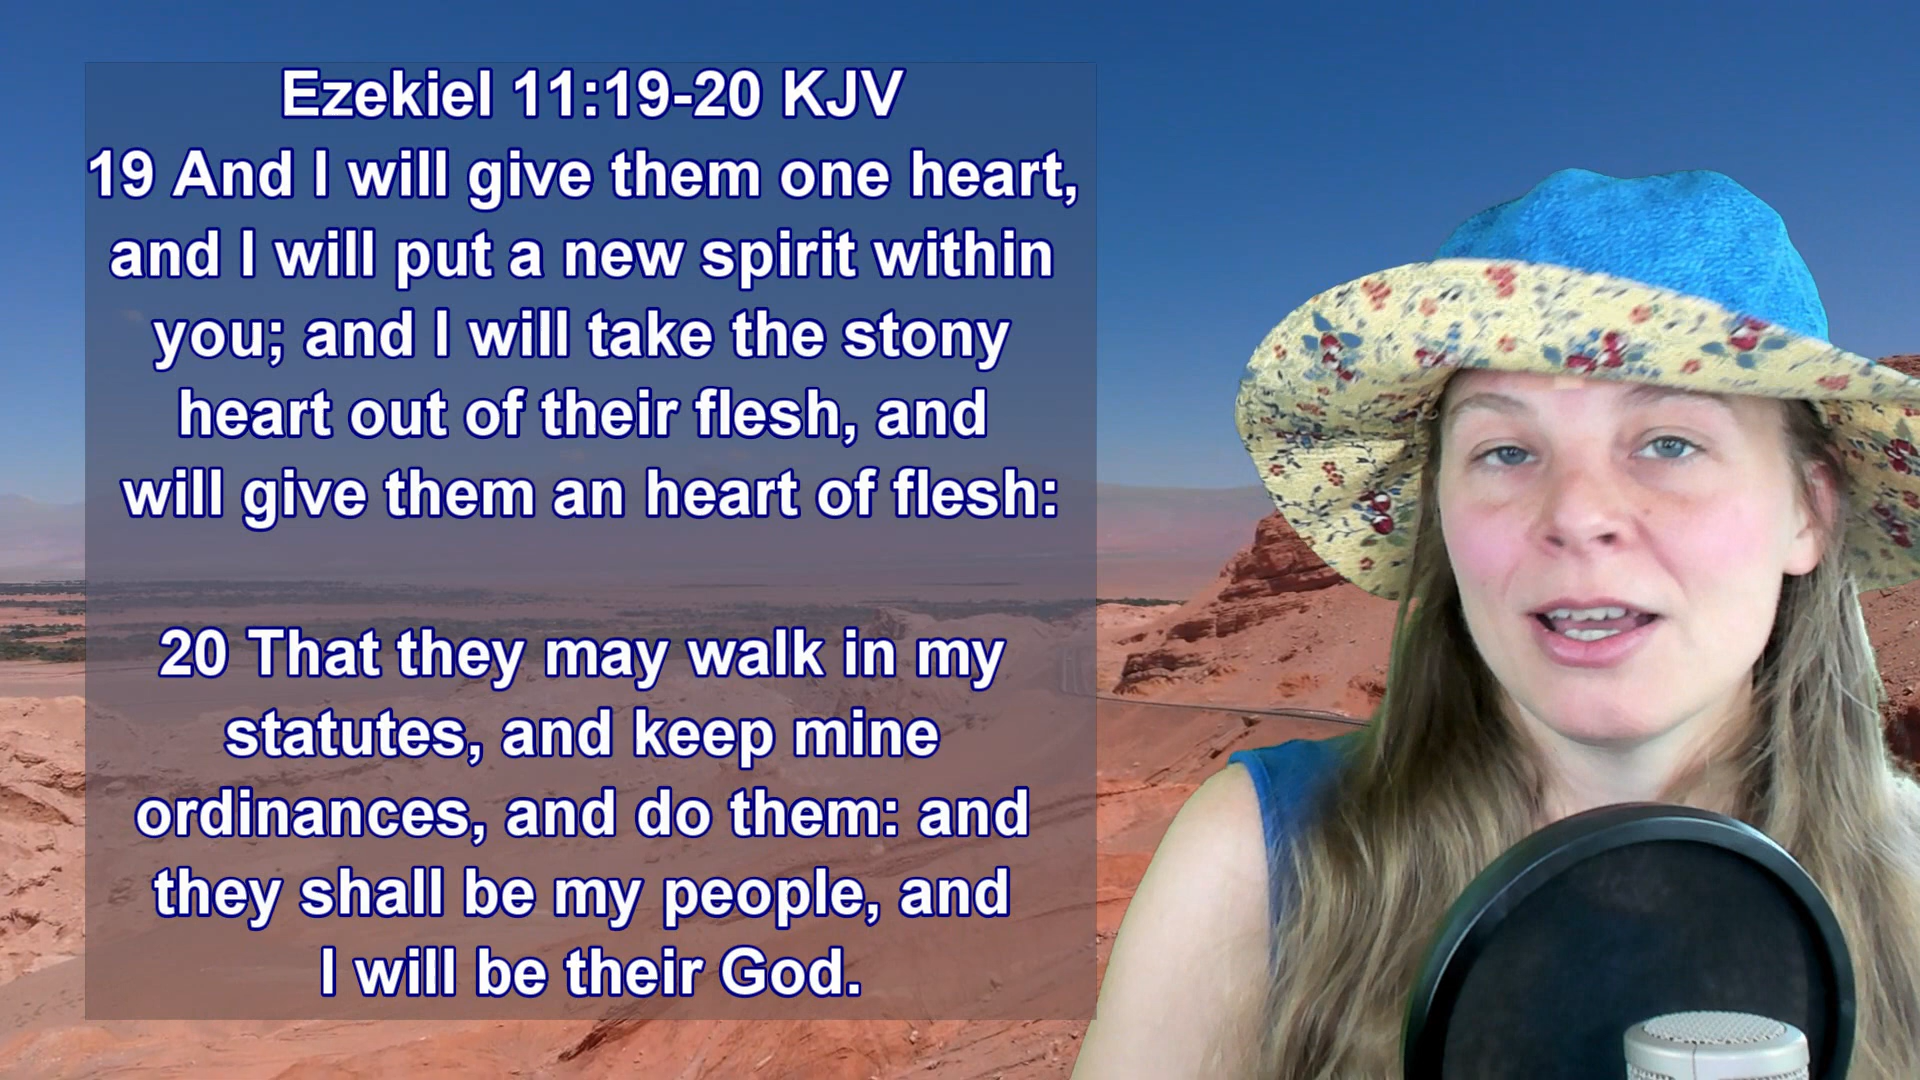 Ezekiel 11:19-20 KJV
19 And I will give them one heart,
and I will put a new spirit within
you; and I will take the stony
heart out of their flesh, and
will give them an heart of flesh:
20 That they may walk in my
statutes, and keep mine
ordinances, and do them: and
they shall be my people, and
I will be their God.